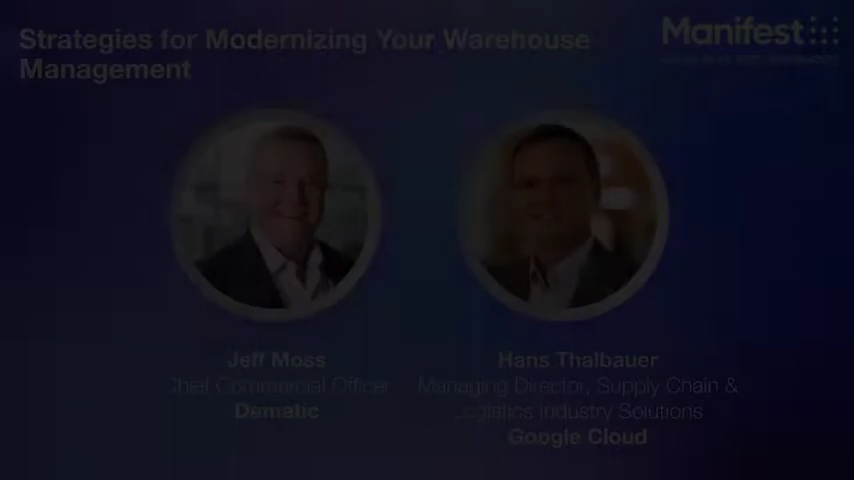 Strategies for Modernizing Your Warehouse
Management
Manifest
Jeff Moss
Chief Commercial Officer
Dematic
Hans Thalbauer
Managing Director, Supply Chain &
Logistics Industry Solutions
Google Cloud